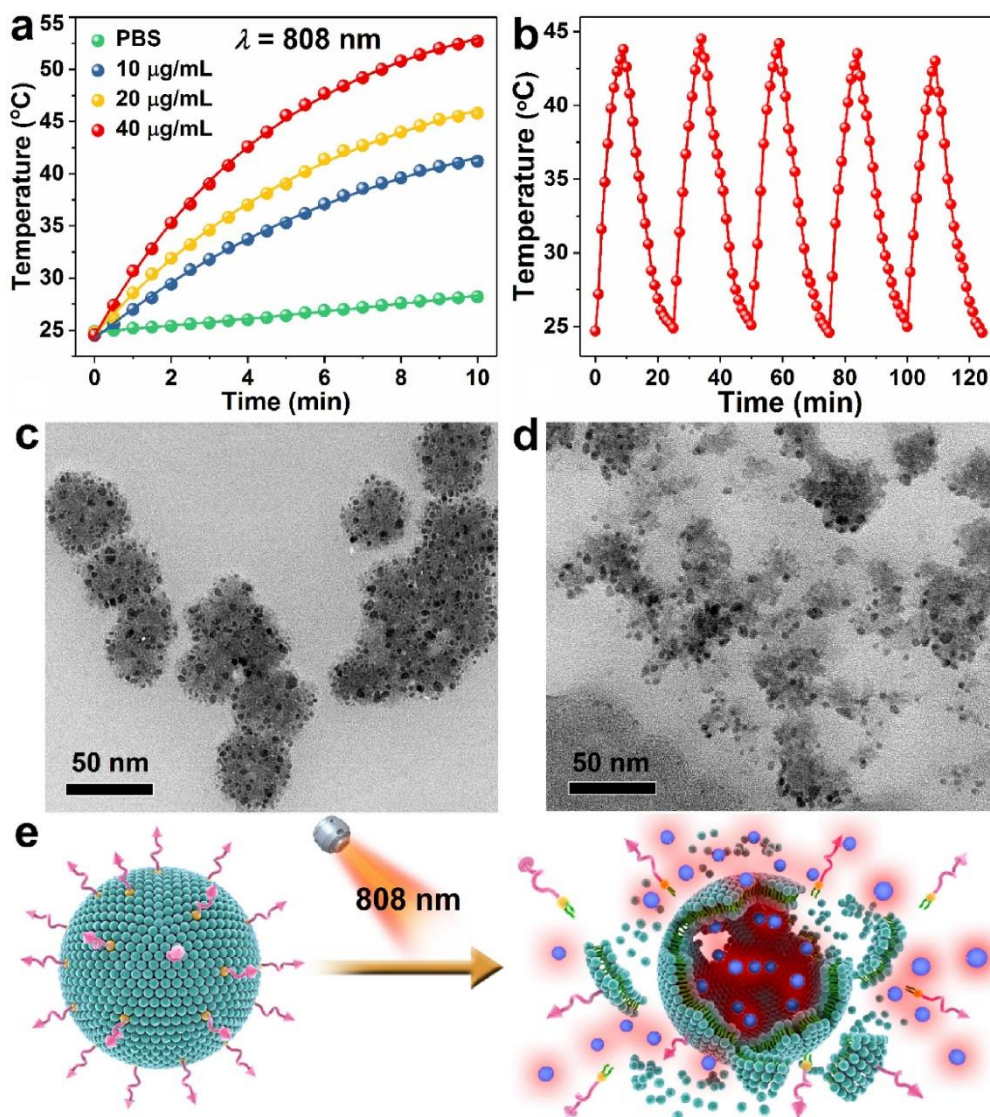 a
λ = 808 nm
PBS
10 μg/mL
20 μg/mL
40 μg/mL
55
50
45
40
35
30
25
Temperature (°C)
0 2 4 6 8 10
Time (min)
b
45
40
35
30
25
Temperature (°C)
0 20 40 60 80 100 120
Time (min)
c
50 nm
d
50 nm
e
808 nm